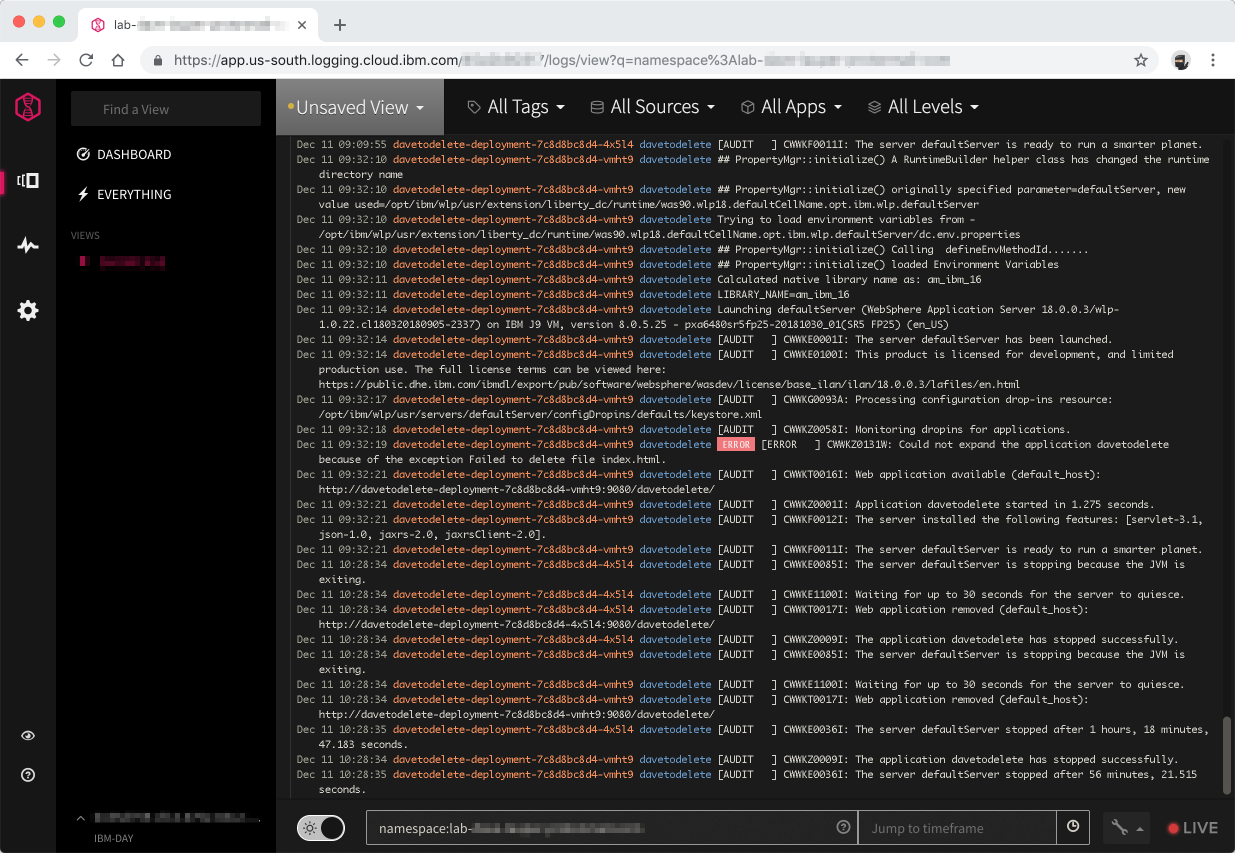 lab-
https://app.us-south.logging.cloud.ibm.com/ 7/logs/view?q=namespace%3Alab-
Find a View
DASHBOARD
EVERYTHING
VIEWS
IBM-DAY
Unsaved View All Tags All Sources All Apps All Levels
Dec 11 09:09:55 davetodelete-deployment-7c8d8bc8d4-4x5l4 davetodelete [AUDIT ] CWWKF0011I: The server defaultServer is ready to run a smarter planet.
Dec 11 09:32:10 davetodelete-deployment-7c8d8bc8d4-vmht9 davetodelete ## PropertyMgr::initialize() A RuntimeBuilder helper class has changed the runtime
directory name
Dec 11 09:32:10 davetodelete-deployment-7c8d8bc8d4-vmht9 davetodelete ## PropertyMgr::initialize() originally specified parameter=defaultServer, new
value used=/opt/ibm/wlp/usr/extension/liberty_dc/runtime/was90.wlp18.defaultCellName.opt.ibm.wlp.defaultServer
Dec 11 09:32:10 davetodelete-deployment-7c8d8bc8d4-vmht9 davetodelete Trying to load environment variables from -
/opt/ibm/wlp/usr/extension/liberty_dc/runtime/was90.wlp18.defaultCellName.opt.ibm.wlp.defaultServer/dc.env.properties
Dec 11 09:32:10 davetodelete-deployment-7c8d8bc8d4-vmht9 davetodelete ## PropertyMgr::initialize() Calling defineEnvMethodId.......
Dec 11 09:32:10 davetodelete-deployment-7c8d8bc8d4-vmht9 davetodelete ## PropertyMgr::initialize() loaded Environment Variables
Dec 11 09:32:11 davetodelete-deployment-7c8d8bc8d4-vmht9 davetodelete Calculated native library name as: am_ibm_16
Dec 11 09:32:11 davetodelete-deployment-7c8d8bc8d4-vmht9 davetodelete LIBRARY_NAME=am_ibm_16
Dec 11 09:32:14 davetodelete-deployment-7c8d8bc8d4-vmht9 davetodelete Launching defaultServer (WebSphere Application Server 18.0.0.3/wlp-
1.0.22.cl180320180905-2337) on IBM J9 VM, version 8.0.5.25 - pxa6480sr5fp25-20181030_01(SR5 FP25) (en_US)
Dec 11 09:32:14 davetodelete-deployment-7c8d8bc8d4-vmht9 davetodelete [AUDIT ] CWWKE0001I: The server defaultServer has been launched.
Dec 11 09:32:14 davetodelete-deployment-7c8d8bc8d4-vmht9 davetodelete [AUDIT ] CWWKE0100I: This product is licensed for development, and limited
production use. The full license terms can be viewed here:
https://public.dhe.ibm.com/ibmdl/export/pub/software/websphere/wasdev/license/base_ilan/ilan/18.0.0.3/lafiles/en.html
Dec 11 09:32:17 davetodelete-deployment-7c8d8bc8d4-vmht9 davetodelete [AUDIT ] CWWKG0093A: Processing configuration drop-ins resource:
/opt/ibm/wlp/usr/servers/defaultServer/configDropins/defaults/keystore.xml
Dec 11 09:32:18 davetodelete-deployment-7c8d8bc8d4-vmht9 davetodelete [AUDIT ] CWWKZ0058I: Monitoring dropins for applications.
Dec 11 09:32:19 davetodelete-deployment-7c8d8bc8d4-vmht9 davetodelete ERROR [ERROR ] CWWKZ0131W: Could not expand the application davetodelete
because of the exception Failed to delete file index.html.
Dec 11 09:32:21 davetodelete-deployment-7c8d8bc8d4-vmht9 davetodelete [AUDIT ] CWWKT0016I: Web application available (default_host):
http://davetodelete-deployment-7c8d8bc8d4-vmht9:9080/davetodelete/
Dec 11 09:32:21 davetodelete-deployment-7c8d8bc8d4-vmht9 davetodelete [AUDIT ] CWWKZ0001I: Application davetodelete started in 1.275 seconds.
Dec 11 09:32:21 davetodelete-deployment-7c8d8bc8d4-vmht9 davetodelete [AUDIT ] CWWKF0012I: The server installed the following features: [servlet-3.1,
json-1.0, jaxrs-2.0, jaxrsClient-2.0].
Dec 11 09:32:21 davetodelete-deployment-7c8d8bc8d4-vmht9 davetodelete [AUDIT ] CWWKF0011I: The server defaultServer is ready to run a smarter planet.
Dec 11 10:28:34 davetodelete-deployment-7c8d8bc8d4-4x5l4 davetodelete [AUDIT ] CWWKE0085I: The server defaultServer is stopping because the JVM is
exiting.
Dec 11 10:28:34 davetodelete-deployment-7c8d8bc8d4-4x5l4 davetodelete [AUDIT ] CWWKE1100I: Waiting for up to 30 seconds for the server to quiesce.
Dec 11 10:28:34 davetodelete-deployment-7c8d8bc8d4-4x5l4 davetodelete [AUDIT ] CWWKT0017I: Web application removed (default_host):
http://davetodelete-deployment-7c8d8bc8d4-4x5l4:9080/davetodelete/
Dec 11 10:28:34 davetodelete-deployment-7c8d8bc8d4-4x5l4 davetodelete [AUDIT ] CWWKZ0009I: The application davetodelete has stopped successfully.
Dec 11 10:28:34 davetodelete-deployment-7c8d8bc8d4-vmht9 davetodelete [AUDIT ] CWWKE0085I: The server defaultServer is stopping because the JVM is
exiting.
Dec 11 10:28:34 davetodelete-deployment-7c8d8bc8d4-vmht9 davetodelete [AUDIT ] CWWKE1100I: Waiting for up to 30 seconds for the server to quiesce.
Dec 11 10:28:34 davetodelete-deployment-7c8d8bc8d4-vmht9 davetodelete [AUDIT ] CWWKT0017I: Web application removed (default_host):
http://davetodelete-deployment-7c8d8bc8d4-vmht9:9080/davetodelete/
Dec 11 10:28:35 davetodelete-deployment-7c8d8bc8d4-4x5l4 davetodelete [AUDIT ] CWWKE0036I: The server defaultServer stopped after 1 hours, 18 minutes,
47.183 seconds.
Dec 11 10:28:35 davetodelete-deployment-7c8d8bc8d4-vmht9 davetodelete [AUDIT ] CWWKZ0009I: The application davetodelete has stopped successfully.
Dec 11 10:28:35 davetodelete-deployment-7c8d8bc8d4-vmht9 davetodelete [AUDIT ] CWWKE0036I: The server defaultServer stopped after 56 minutes, 21.515
seconds.
namespace:lab- Jump to timeframe LIVE